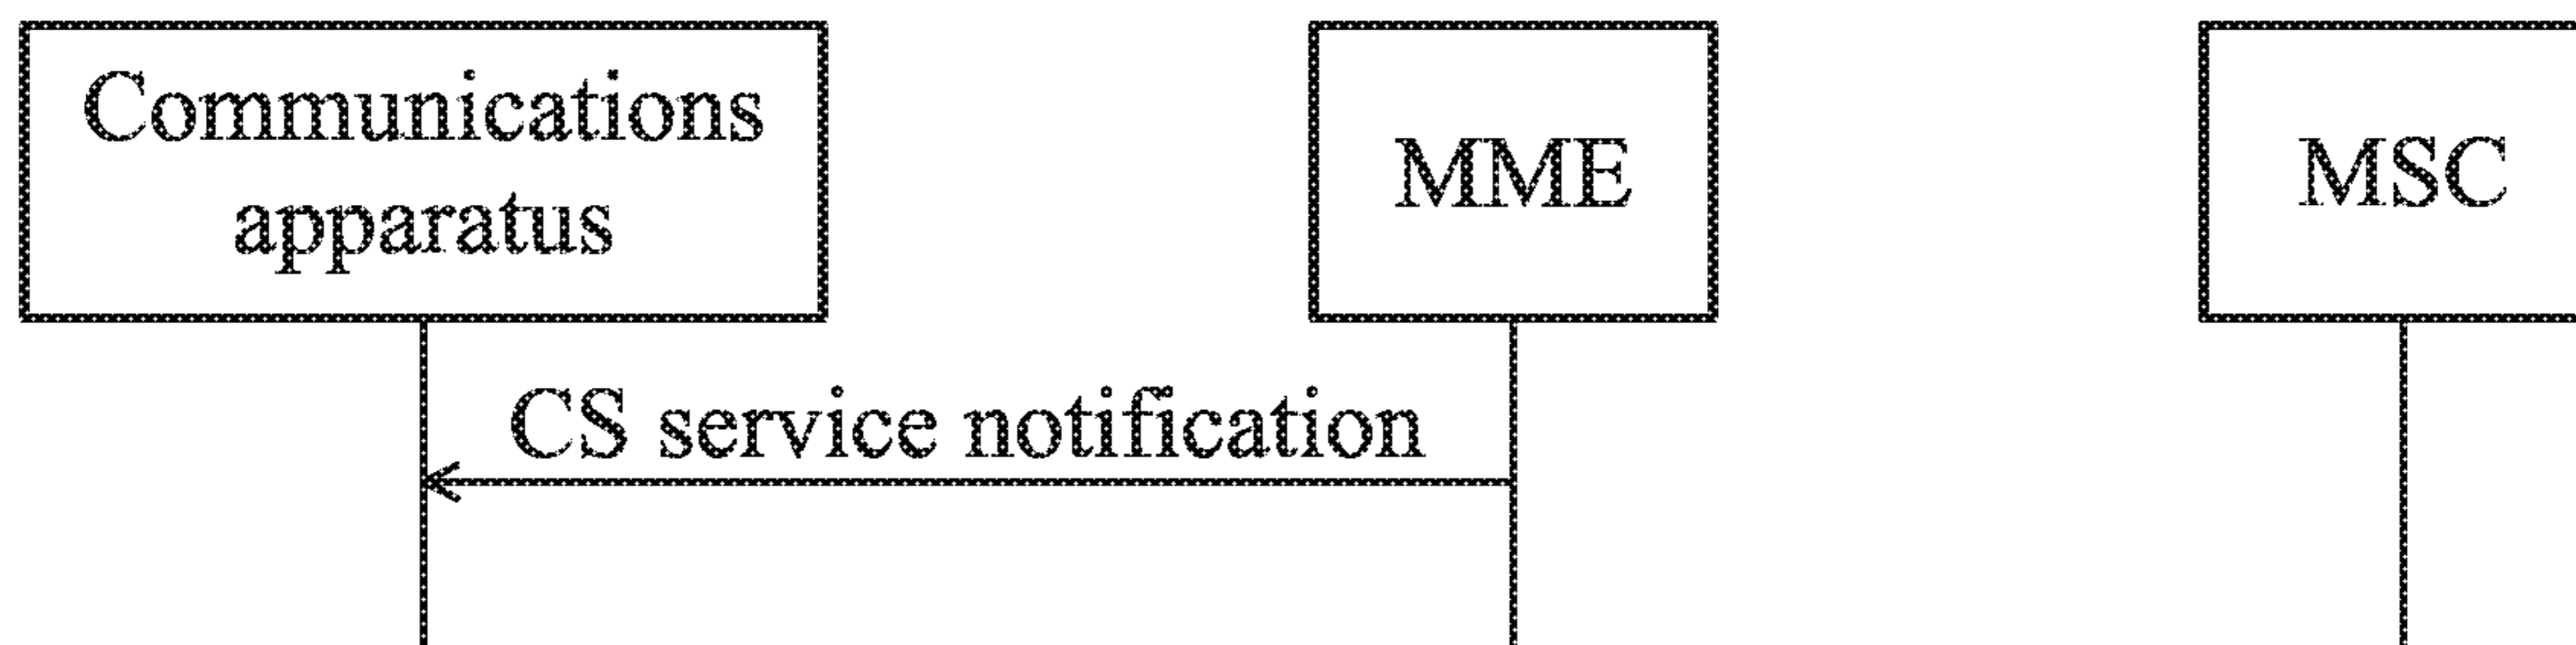 Communications
apparatus
MME
MSC
CS service notification